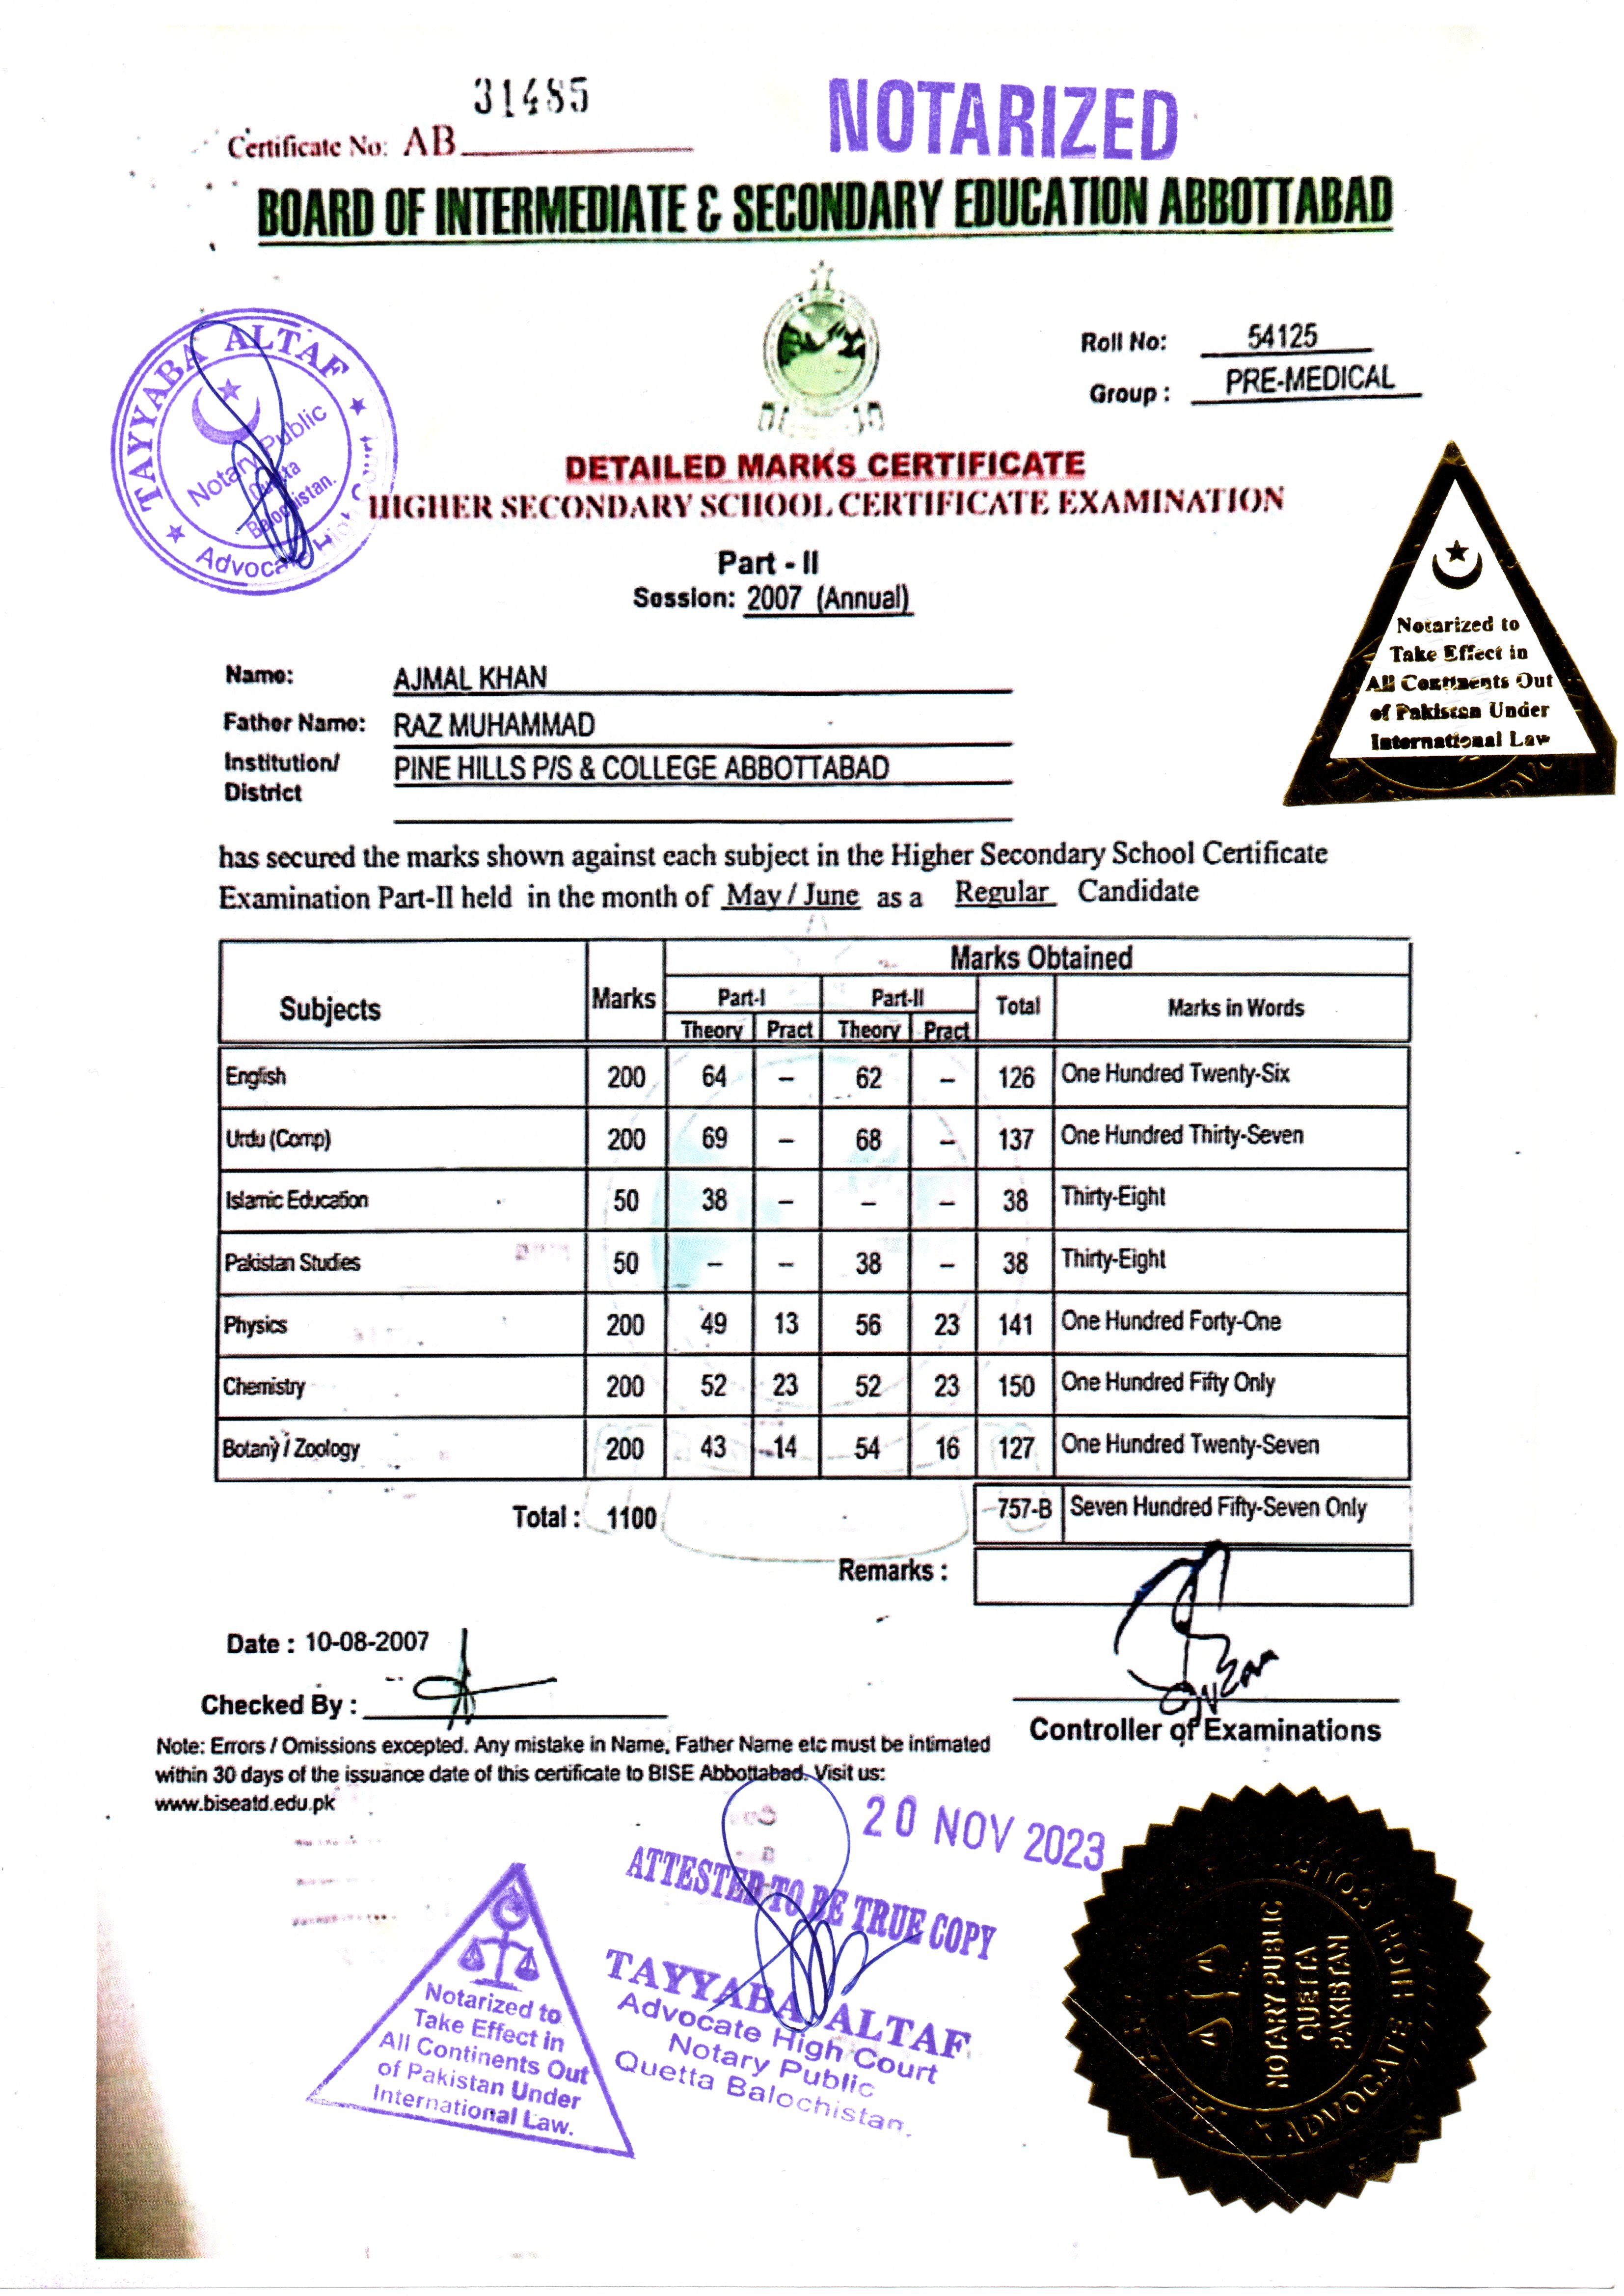 31485
Certificate No: AB
NOTARIZED
BOARD OF INTERMEDIATE & SECONDARY EDUCATION ABBOTTABAD
TAYYABA ALTAF
Notary Public
Quetta
Balochistan.
Advocate High Court
Roll No: 54125
Group : PRE-MEDICAL
DETAILED MARKS CERTIFICATE
HIGHER SECONDARY SCHOOL CERTIFICATE EXAMINATION
Part - II
Session: 2007 (Annual)
Notarized to
Take Effect in
All Continents Out
of Pakistan Under
International Law
Name: AJMAL KHAN
Father Name: RAZ MUHAMMAD
Institution/ PINE HILLS P/S & COLLEGE ABBOTTABAD
District
has secured the marks shown against each subject in the Higher Secondary School Certificate
Examination Part-II held in the month of May / June as a Regular Candidate
Subjects Marks Marks Obtained
Part-I Part-II Total Marks in Words
Theory Pract Theory Pract
English 200 64 – 62 – 126 One Hundred Twenty-Six
Urdu (Comp) 200 69 – 68 – 137 One Hundred Thirty-Seven
Islamic Education 50 38 – – – 38 Thirty-Eight
Pakistan Studies 50 – – 38 – 38 Thirty-Eight
Physics 200 49 13 56 23 141 One Hundred Forty-One
Chemistry 200 52 23 52 23 150 One Hundred Fifty Only
Botany / Zoology 200 43 14 54 16 127 One Hundred Twenty-Seven
Total : 1100 757-B Seven Hundred Fifty-Seven Only
Remarks :
Date : 10-08-2007
Checked By :
Controller of Examinations
Note: Errors / Omissions excepted. Any mistake in Name, Father Name etc must be intimated
within 30 days of the issuance date of this certificate to BISE Abbottabad. Visit us:
www.biseatd.edu.pk
20 NOV 2023
ATTESTED TO BE TRUE COPY
TAYYABA ALTAF
Advocate High Court
Notary Public
Quetta Balochistan.
Notarized to
Take Effect in
All Continents Out
of Pakistan Under
International Law.
NOTARY PUBLIC
QUETTA
PAKISTAN
ADVOCATE HIGH